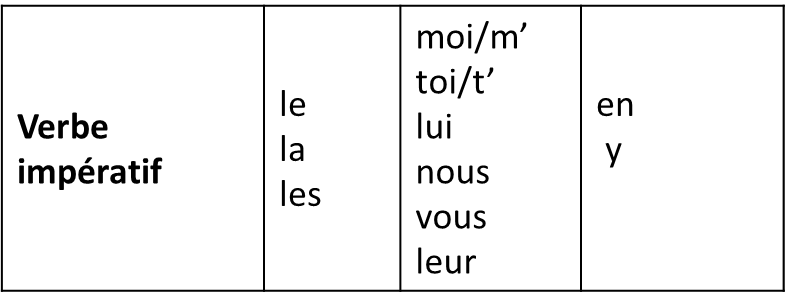 Verbe
impératif
le
la
les
moi/m’
toi/t’
lui
nous
vous
leur
en
y